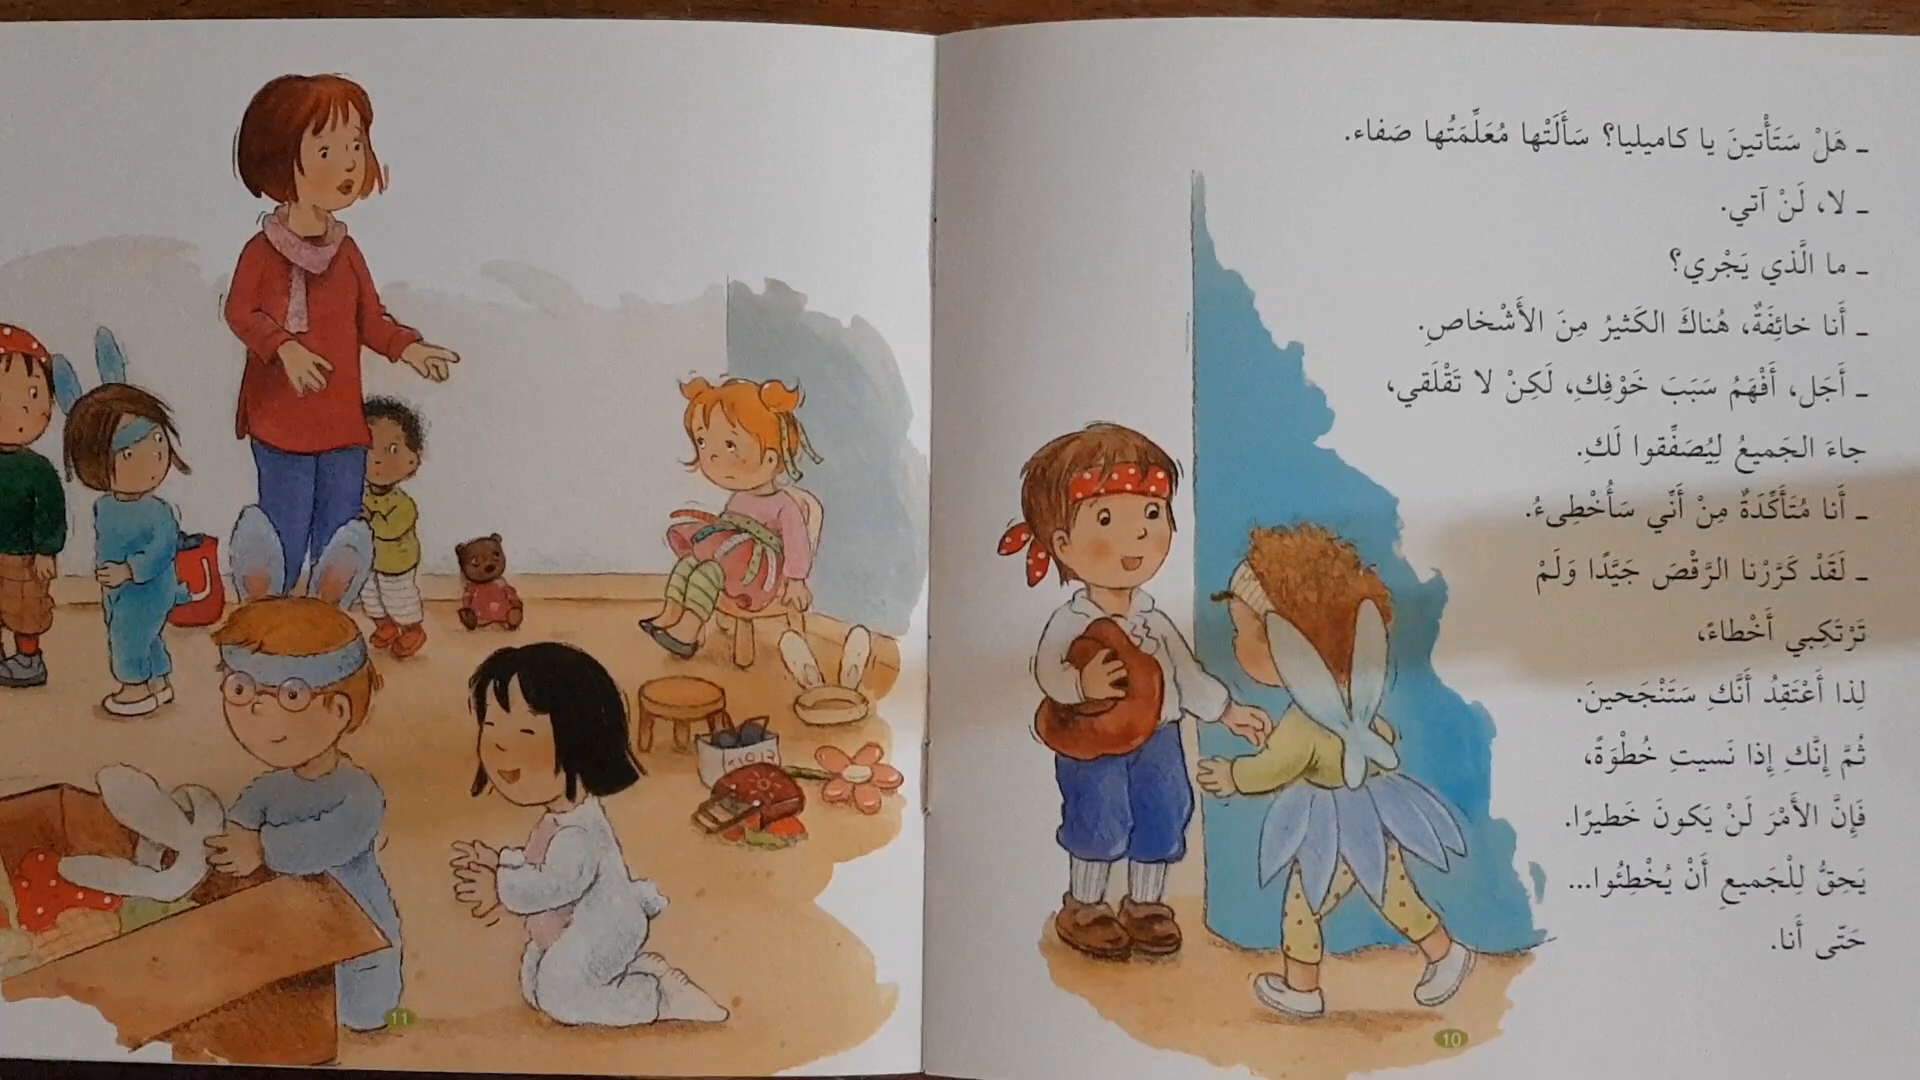 ـ هَلْ سَتَأْتينَ يا كاميليا؟ سَأَلَتْها مُعَلِّمَتُها صَفاء.
ـ لا، لَنْ آتي.
ـ ما الَّذي يَجْري؟
ـ أَنا خائِفَةٌ، هُناكَ الكَثيرُ مِنَ الأَشْخاصِ.
ـ أَجَل، أَفْهَمُ سَبَبَ خَوْفِكِ، لَكِنْ لا تَقْلَقي،
جاءَ الجَميعُ لِيُصَفِّقوا لَكِ.
ـ أَنا مُتَأَكِّدَةٌ مِنْ أَنِّي سَأُخْطِىءُ.
ـ لَقَدْ كَرَّرْنا الرَّقْصَ جَيِّدًا وَلَمْ
تَرْتَكِبي أَخْطاءً،
لِذا أَعْتَقِدُ أَنَّكِ سَتَنْجَحينَ.
ثُمَّ إِنَّكِ إِذا نَسيتِ خُطْوَةً،
فَإِنَّ الأَمْرَ لَنْ يَكونَ خَطيرًا.
يَحِقُّ لِلْجَميعِ أَنْ يُخْطِئُوا...
حَتّى أَنا.
10
11